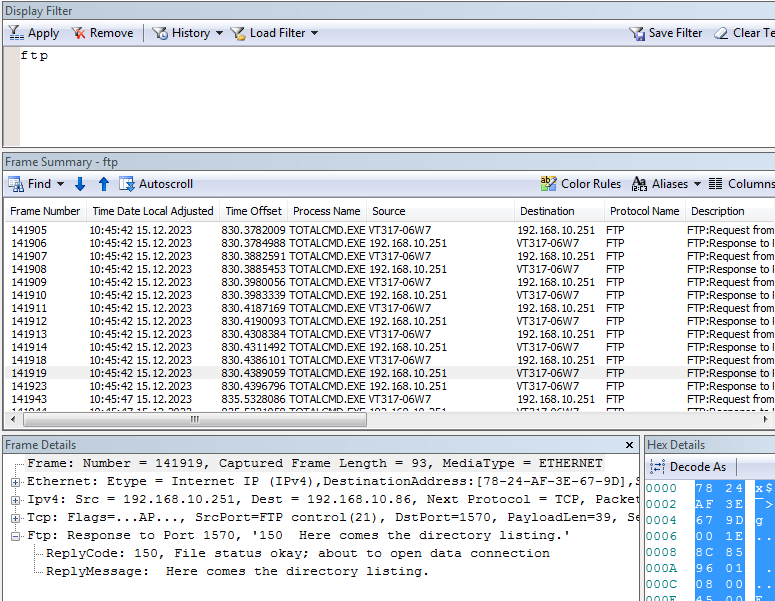 Display Filter
Apply Remove History Load Filter Save Filter Clear Te
ftp
Frame Summary - ftp
Find Autoscroll Color Rules Aliases Columns
Frame Number Time Date Local Adjusted Time Offset Process Name Source Destination Protocol Name Description
141905 10:45:42 15.12.2023 830.3782009 TOTALCMD.EXE VT317-06W7 192.168.10.251 FTP FTP:Request from
141906 10:45:42 15.12.2023 830.3784988 TOTALCMD.EXE 192.168.10.251 VT317-06W7 FTP FTP:Response to
141907 10:45:42 15.12.2023 830.3882591 TOTALCMD.EXE VT317-06W7 192.168.10.251 FTP FTP:Request from
141908 10:45:42 15.12.2023 830.3885453 TOTALCMD.EXE 192.168.10.251 VT317-06W7 FTP FTP:Response to
141909 10:45:42 15.12.2023 830.3980056 TOTALCMD.EXE VT317-06W7 192.168.10.251 FTP FTP:Request from
141910 10:45:42 15.12.2023 830.3983339 TOTALCMD.EXE 192.168.10.251 VT317-06W7 FTP FTP:Response to
141911 10:45:42 15.12.2023 830.4187169 TOTALCMD.EXE VT317-06W7 192.168.10.251 FTP FTP:Request from
141912 10:45:42 15.12.2023 830.4190093 TOTALCMD.EXE 192.168.10.251 VT317-06W7 FTP FTP:Response to
141913 10:45:42 15.12.2023 830.4308384 TOTALCMD.EXE VT317-06W7 192.168.10.251 FTP FTP:Request from
141914 10:45:42 15.12.2023 830.4311492 TOTALCMD.EXE 192.168.10.251 VT317-06W7 FTP FTP:Response to
141918 10:45:42 15.12.2023 830.4386101 TOTALCMD.EXE VT317-06W7 192.168.10.251 FTP FTP:Request from
141919 10:45:42 15.12.2023 830.4389059 TOTALCMD.EXE 192.168.10.251 VT317-06W7 FTP FTP:Response to
141923 10:45:42 15.12.2023 830.4396796 TOTALCMD.EXE 192.168.10.251 VT317-06W7 FTP FTP:Response to
141943 10:45:47 15.12.2023 835.5328086 TOTALCMD.EXE VT317-06W7 192.168.10.251 FTP FTP:Request from
141944 10:45:47 15.12.2023 TOTALCMD.EXE 192.168.10.251 VT317-06W7 FTP FTP:Response to
Frame Details
Frame: Number = 141919, Captured Frame Length = 93, MediaType = ETHERNET
Ethernet: Etype = Internet IP (IPv4),DestinationAddress:[78-24-AF-3E-67-9D],S
Ipv4: Src = 192.168.10.251, Dest = 192.168.10.86, Next Protocol = TCP, Packet
Tcp: Flags=...AP..., SrcPort=FTP control(21), DstPort=1570, PayloadLen=39, Se
Ftp: Response to Port 1570, '150  Here comes the directory listing.'
ReplyCode: 150, File status okay; about to open data connection
ReplyMessage:  Here comes the directory listing.
Hex Details
Decode As
0000 78 24 x$
0002 AF 3E ¯>
0004 67 9D g
0006 00 1E ..
0008 8C 85
000A 96 01 .
000C 08 00 ..
000E 45 00 E.